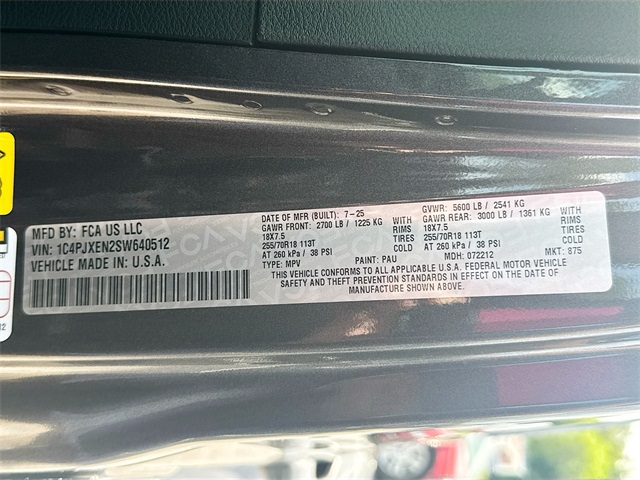 MFD BY: FCA US LLC
VIN: 1C4PJXEN2SW640512
VEHICLE MADE IN U.S.A.
DATE OF MFR (BUILT): 7-25
GAWR FRONT: 2700 LB / 1225 KG WITH
18X7.5 RIMS
255/70R18 113T TIRES
AT 260 kPa / 38 PSI COLD
TYPE: MPV
PAINT: PAU
GVWR: 5600 LB / 2541 KG
GAWR REAR: 3000 LB / 1361 KG WITH
18X7.5 RIMS
255/70R18 113T TIRES
AT 260 kPa / 38 PSI COLD
MDH: 072212
MKT: 875
THIS VEHICLE CONFORMS TO ALL APPLICABLE U.S.A. FEDERAL MOTOR VEHICLE
SAFETY AND THEFT PREVENTION STANDARDS IN EFFECT ON THE DATE OF
MANUFACTURE SHOWN ABOVE.